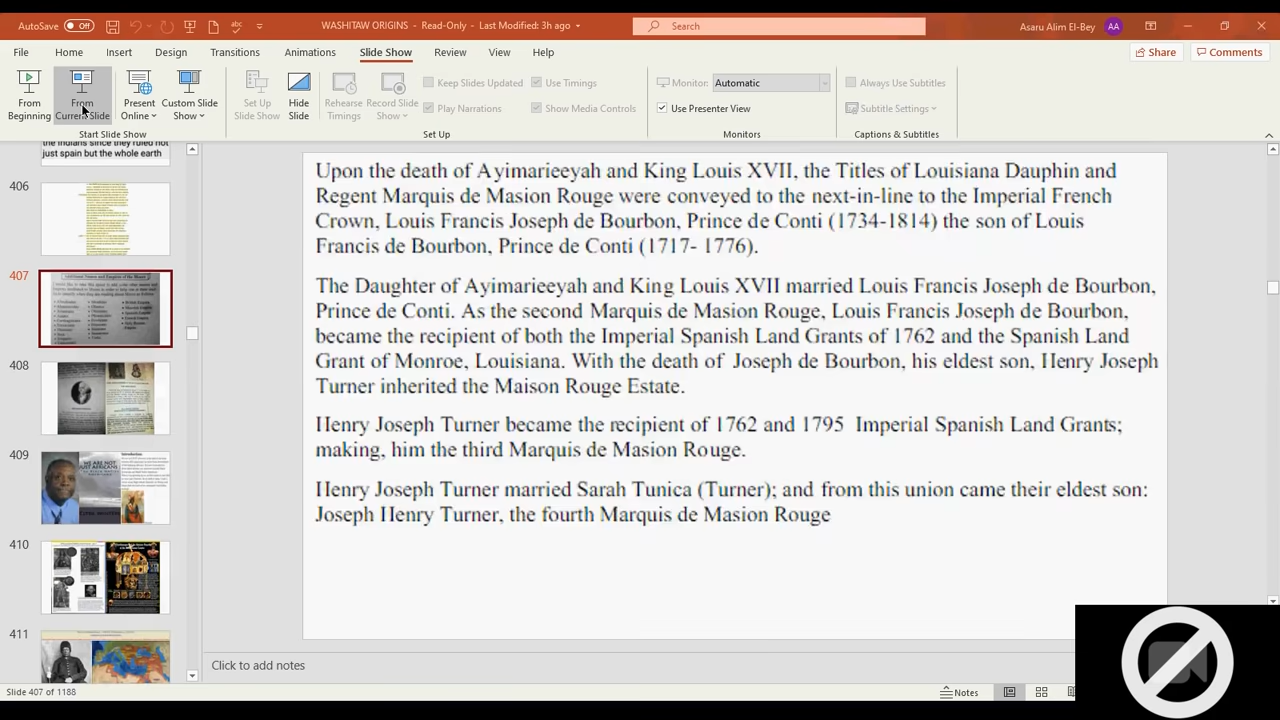 AutoSave Off
WASHITAW ORIGINS - Read-Only - Last Modified: 3h ago
Search
Asaru Alim El-Bey AA
File Home Insert Design Transitions Animations Slide Show Review View Help
Share Comments
From Beginning
From Current Slide
Present Online
Custom Slide Show
Set Up Slide Show
Hide Slide
Rehearse Timings
Record Slide Show
Keep Slides Updated
Use Timings
Play Narrations
Show Media Controls
Monitor: Automatic
Use Presenter View
Always Use Subtitles
Subtitle Settings
Start Slide Show Set Up Monitors Captions & Subtitles
the Indians since they ruled not
just spain but the whole earth
406
407
408
409
WE ARE NOT
JUST AFRICANS
410
411
Upon the death of Ayimarieeyah and King Louis XVII, the Titles of Louisiana Dauphin and
Regent Marquis de Masion Rouge were conveyed to the next-in-line to the Imperial French
Crown, Louis Francis Joseph de Bourbon, Prince de Conti (1734-1814) the son of Louis
Francis de Bourbon, Prince de Conti (1717- 1776).
The Daughter of Ayimarieeyah and King Louis XVII married Louis Francis Joseph de Bourbon,
Prince de Conti. As the second Marquis de Masion Rouge, Louis Francis Joseph de Bourbon,
became the recipient of both the Imperial Spanish Land Grants of 1762 and the Spanish Land
Grant of Monroe, Louisiana. With the death of Joseph de Bourbon, his eldest son, Henry Joseph
Turner inherited the Maison Rouge Estate.
Henry Joseph Turner became the recipient of 1762 and 1795 Imperial Spanish Land Grants;
making, him the third Marquis de Masion Rouge.
Henry Joseph Turner married Sarah Tunica (Turner); and from this union came their eldest son:
Joseph Henry Turner, the fourth Marquis de Masion Rouge
Click to add notes
Slide 407 of 1188
Notes